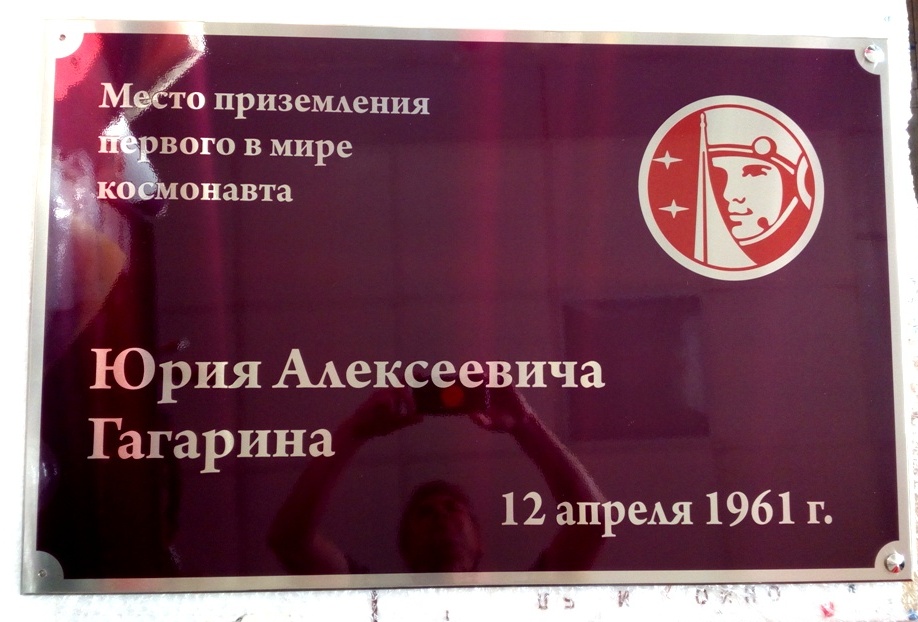 Место приземления
первого в мире
космонавта
Юрия Алексеевича
Гагарина
12 апреля 1961 г.